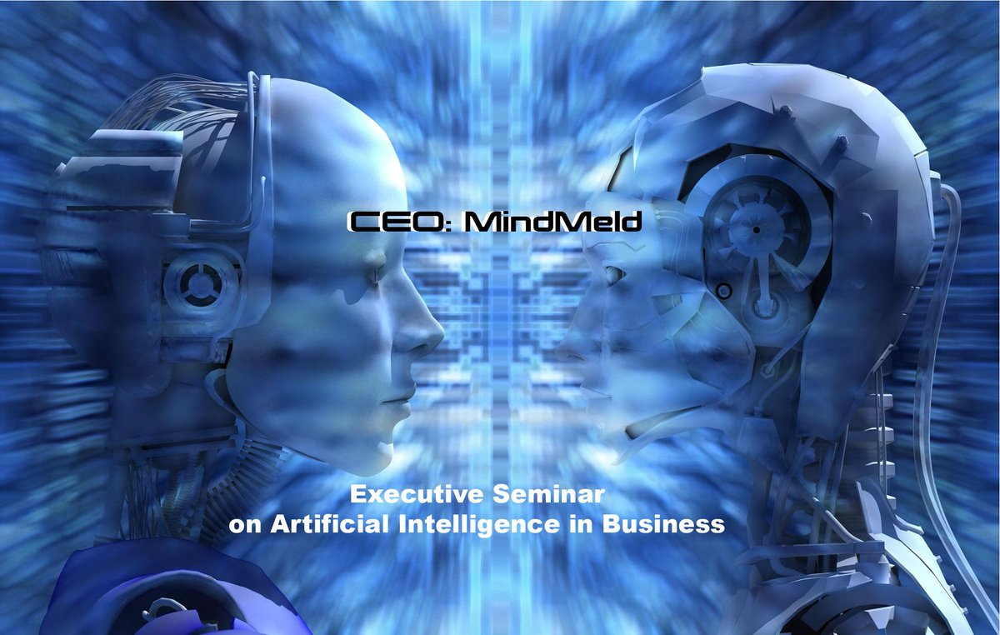 CEO: MindMeld
Executive Seminar
on Artificial Intelligence in Business